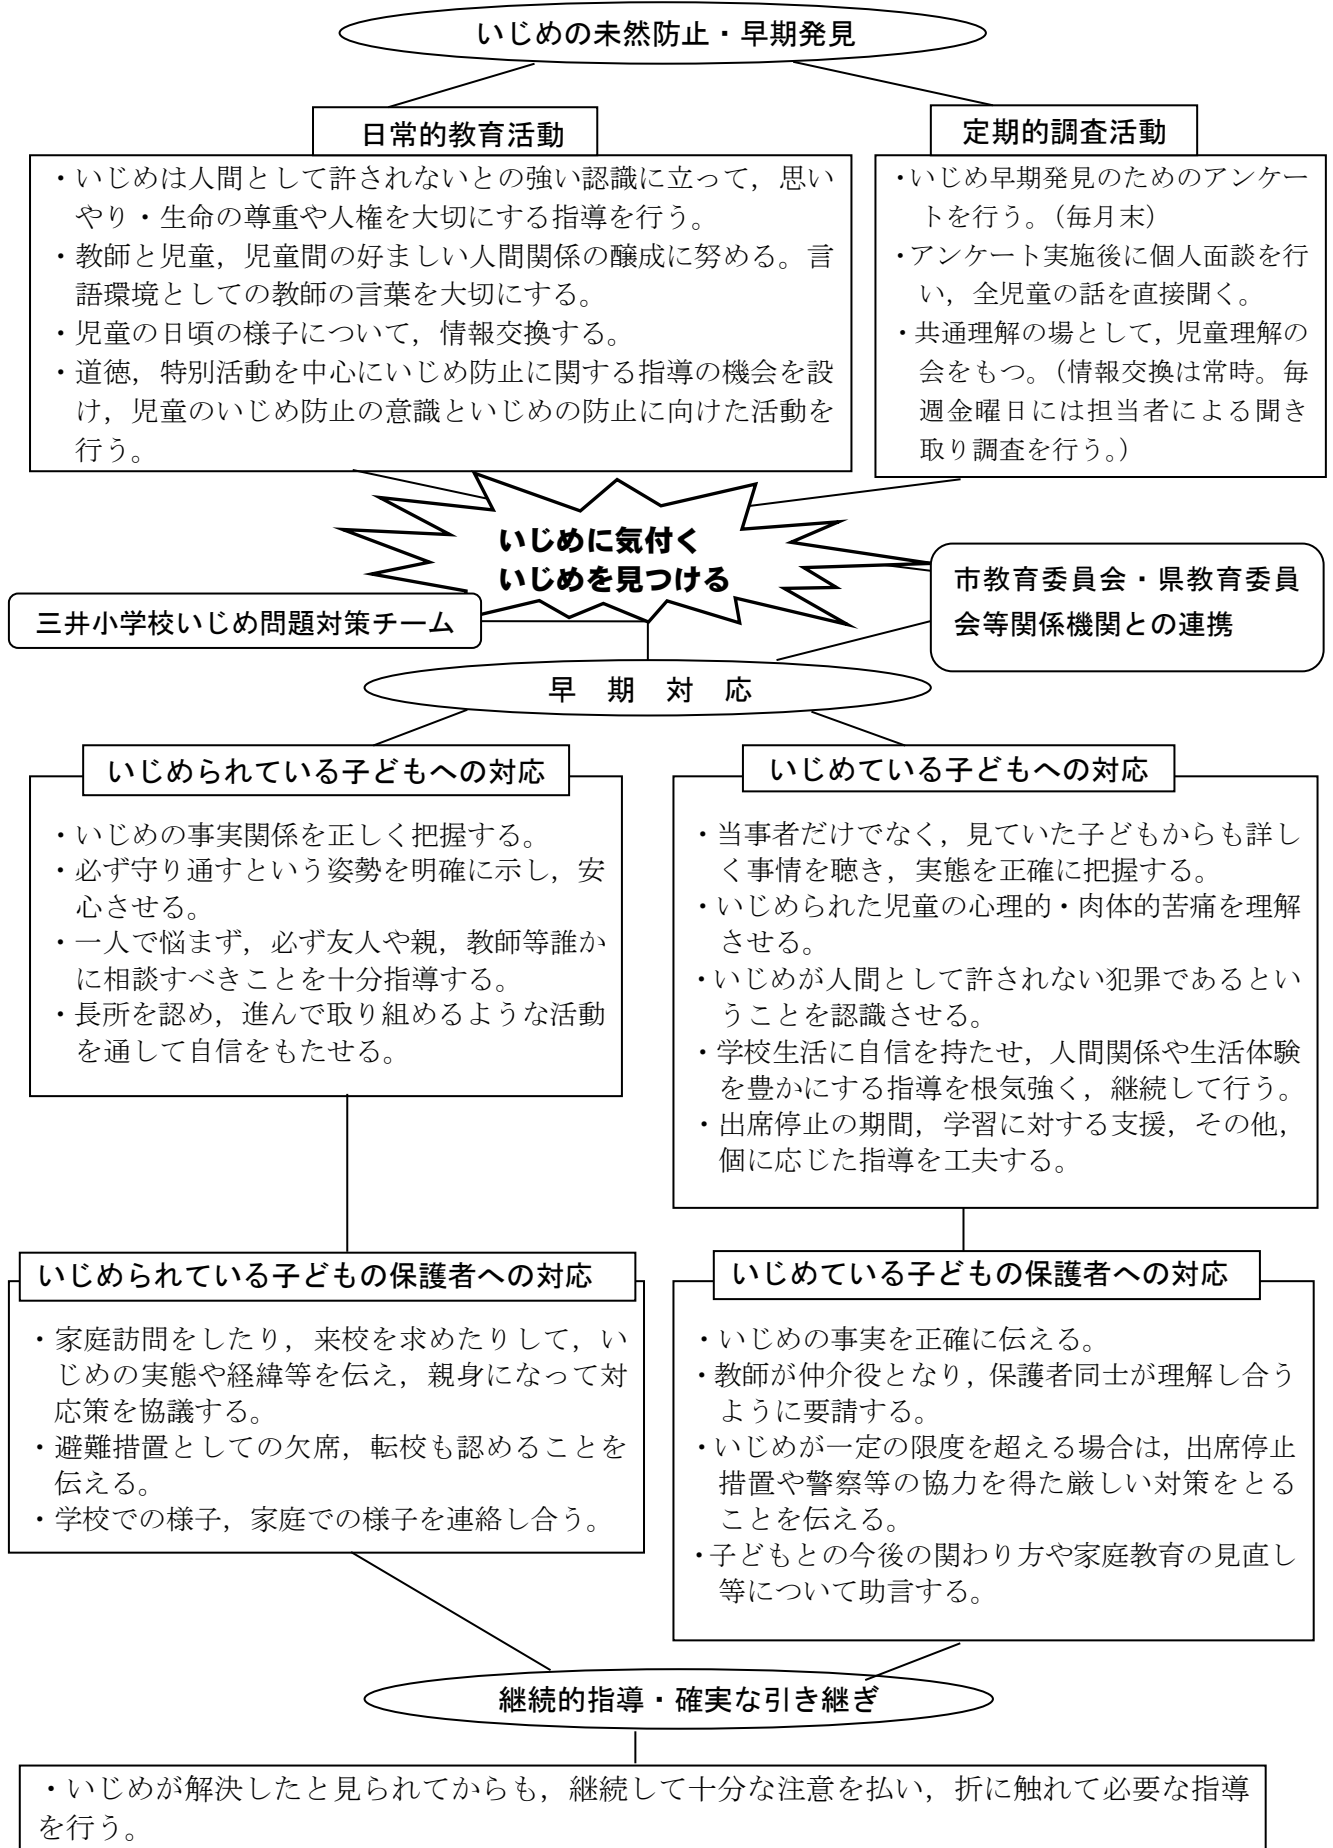 いじめの未然防止・早期発見
日常的教育活動
・いじめは人間として許されないとの強い認識に立って，思い
やり・生命の尊重や人権を大切にする指導を行う。
・教師と児童，児童間の好ましい人間関係の醸成に努める。言
語環境としての教師の言葉を大切にする。
・児童の日頃の様子について，情報交換する。
・道徳，特別活動を中心にいじめ防止に関する指導の機会を設
け，児童のいじめ防止の意識といじめの防止に向けた活動を
行う。
定期的調査活動
・いじめ早期発見のためのアンケー
トを行う。（毎月末）
・アンケート実施後に個人面談を行
い，全児童の話を直接聞く。
・共通理解の場として，児童理解の
会をもつ。（情報交換は常時。毎
週金曜日には担当者による聞き
取り調査を行う。）
いじめに気付く
いじめを見つける
三井小学校いじめ問題対策チーム
市教育委員会・県教育委員
会等関係機関との連携
早　期　対　応
いじめられている子どもへの対応
・いじめの事実関係を正しく把握する。
・必ず守り通すという姿勢を明確に示し，安
心させる。
・一人で悩まず，必ず友人や親，教師等誰か
に相談すべきことを十分指導する。
・長所を認め，進んで取り組めるような活動
を通して自信をもたせる。
いじめている子どもへの対応
・当事者だけでなく，見ていた子どもからも詳し
く事情を聴き，実態を正確に把握する。
・いじめられた児童の心理的・肉体的苦痛を理解
させる。
・いじめが人間として許されない犯罪であるとい
うことを認識させる。
・学校生活に自信を持たせ，人間関係や生活体験
を豊かにする指導を根気強く，継続して行う。
・出席停止の期間，学習に対する支援，その他，
個に応じた指導を工夫する。
いじめられている子どもの保護者への対応
・家庭訪問をしたり，来校を求めたりして，い
じめの実態や経緯等を伝え，親身になって対
応策を協議する。
・避難措置としての欠席，転校も認めることを
伝える。
・学校での様子，家庭での様子を連絡し合う。
いじめている子どもの保護者への対応
・いじめの事実を正確に伝える。
・教師が仲介役となり，保護者同士が理解し合う
ように要請する。
・いじめが一定の限度を超える場合は，出席停止
措置や警察等の協力を得た厳しい対策をとる
ことを伝える。
・子どもとの今後の関わり方や家庭教育の見直し
等について助言する。
継続的指導・確実な引き継ぎ
・いじめが解決したと見られてからも，継続して十分な注意を払い，折に触れて必要な指導
を行う。